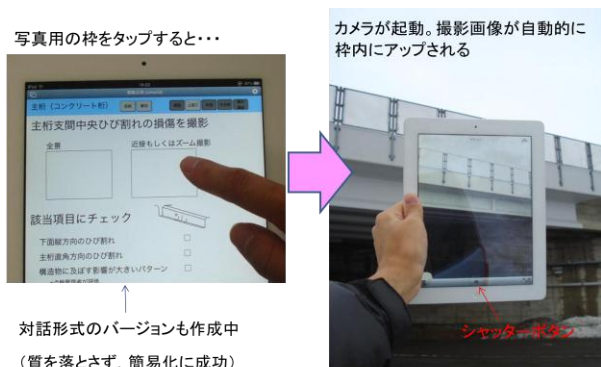 写真用の枠をタップすると・・・
主桁（コンクリート桁）
主桁支間中央ひび割れの損傷を撮影
全景
近接もしくはズーム撮影
該当項目にチェック
下面縦方向のひび割れ
主桁直角方向のひび割れ
構造物に及ぼす影響が大きいパターン
対話形式のバージョンも作成中
（質を落とさず、簡易化に成功）
カメラが起動。撮影画像が自動的に
枠内にアップされる
シャッターボタン